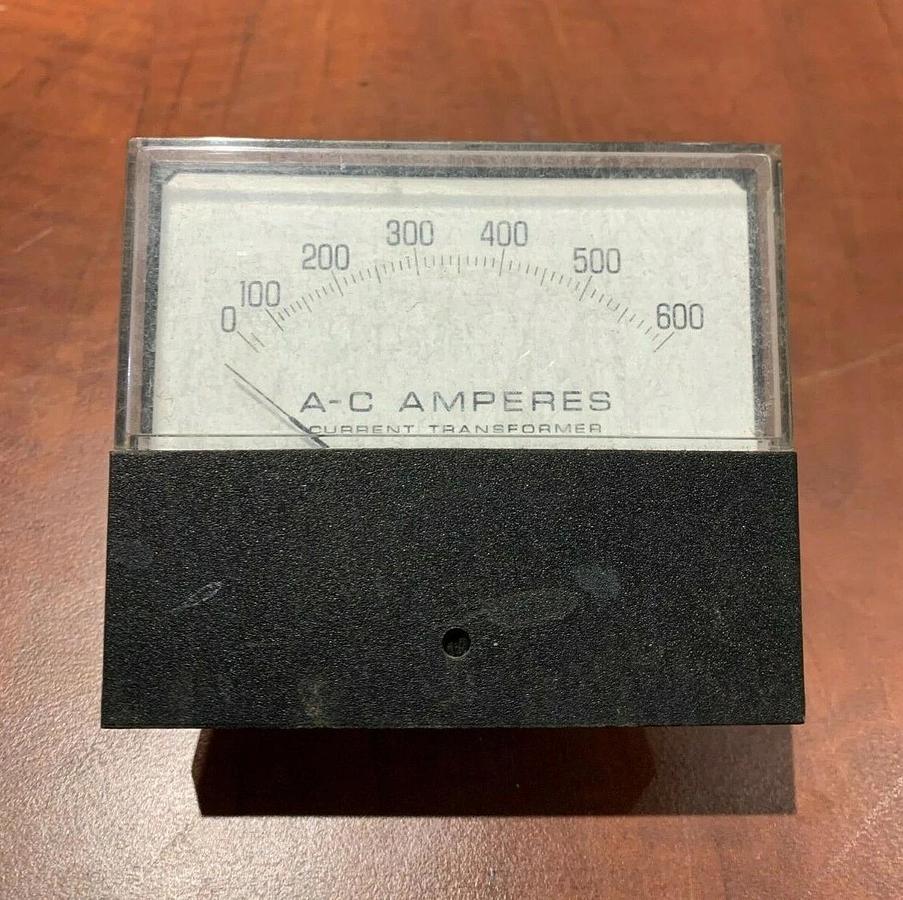 0 100 200 300 400 500 600
A-C AMPERES
CURRENT TRANSFORMER